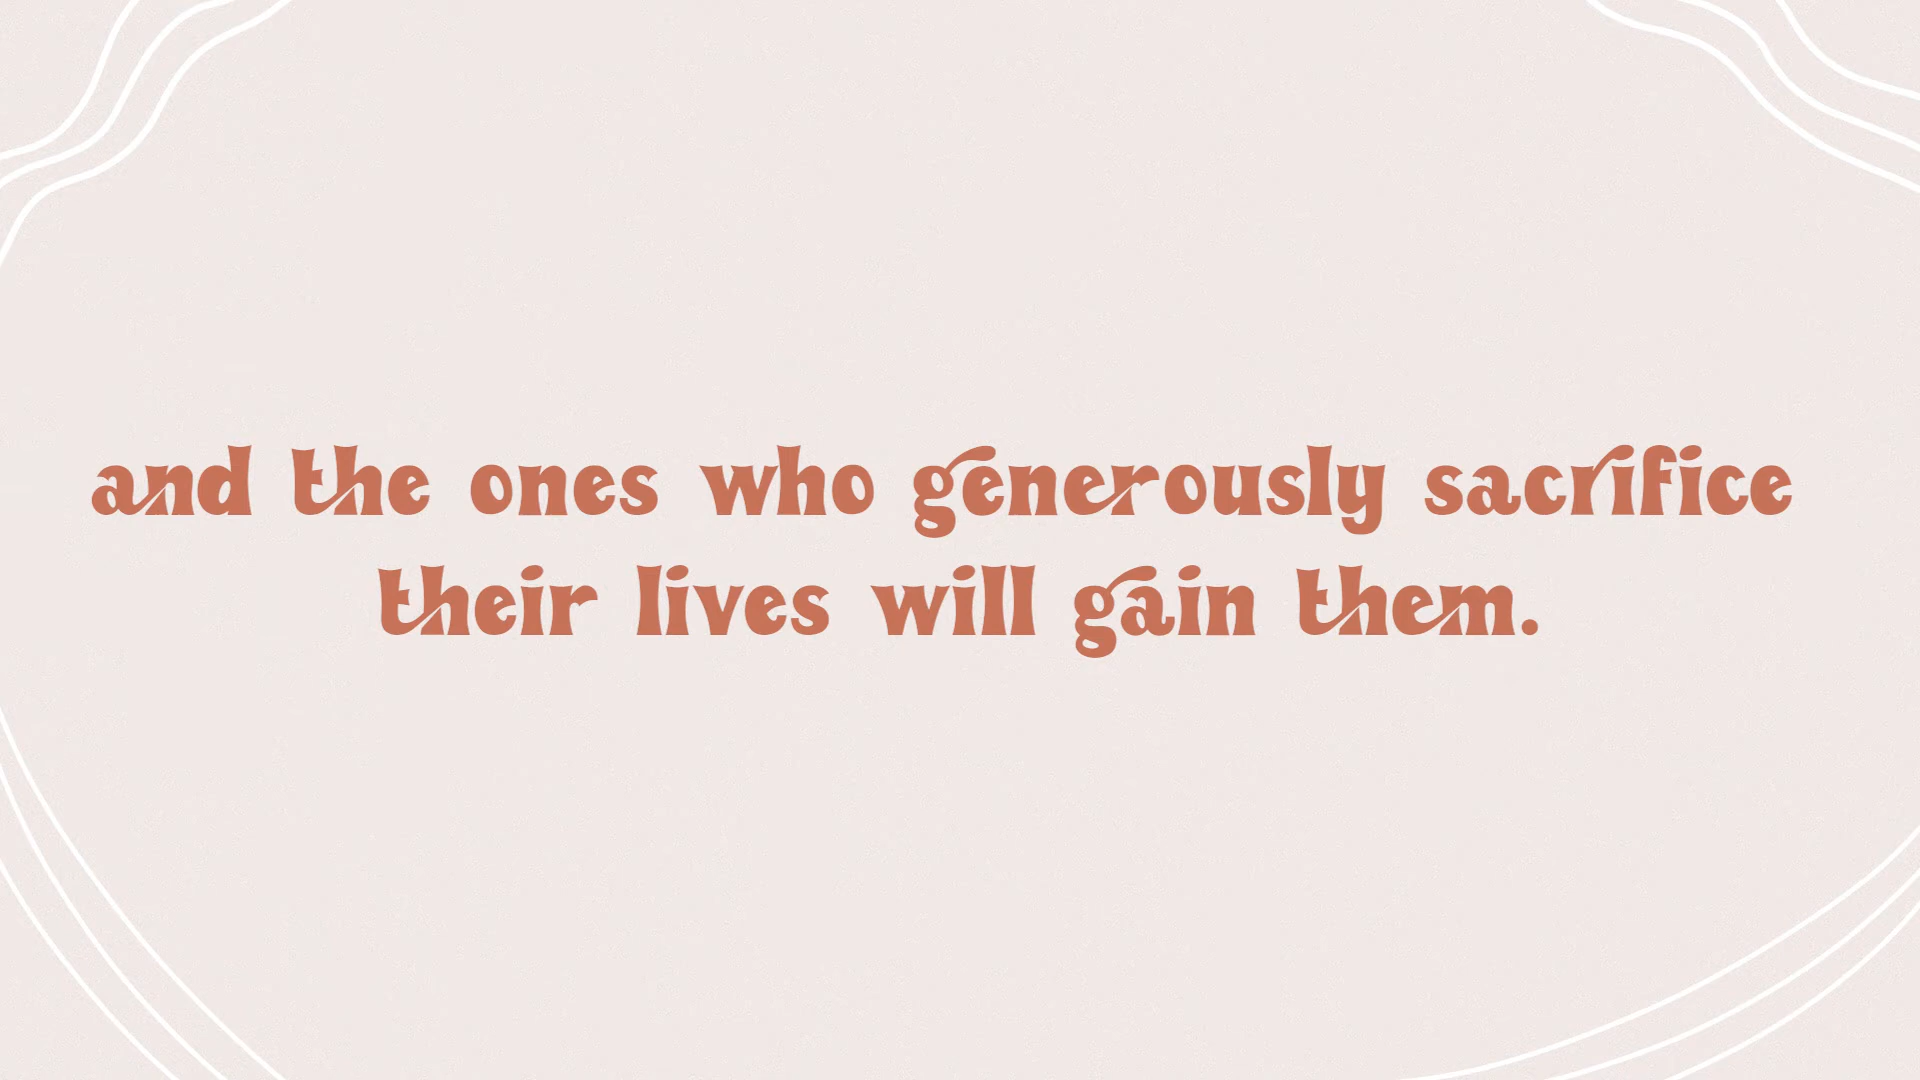 and the ones who generously sacrifice
their lives will gain them.